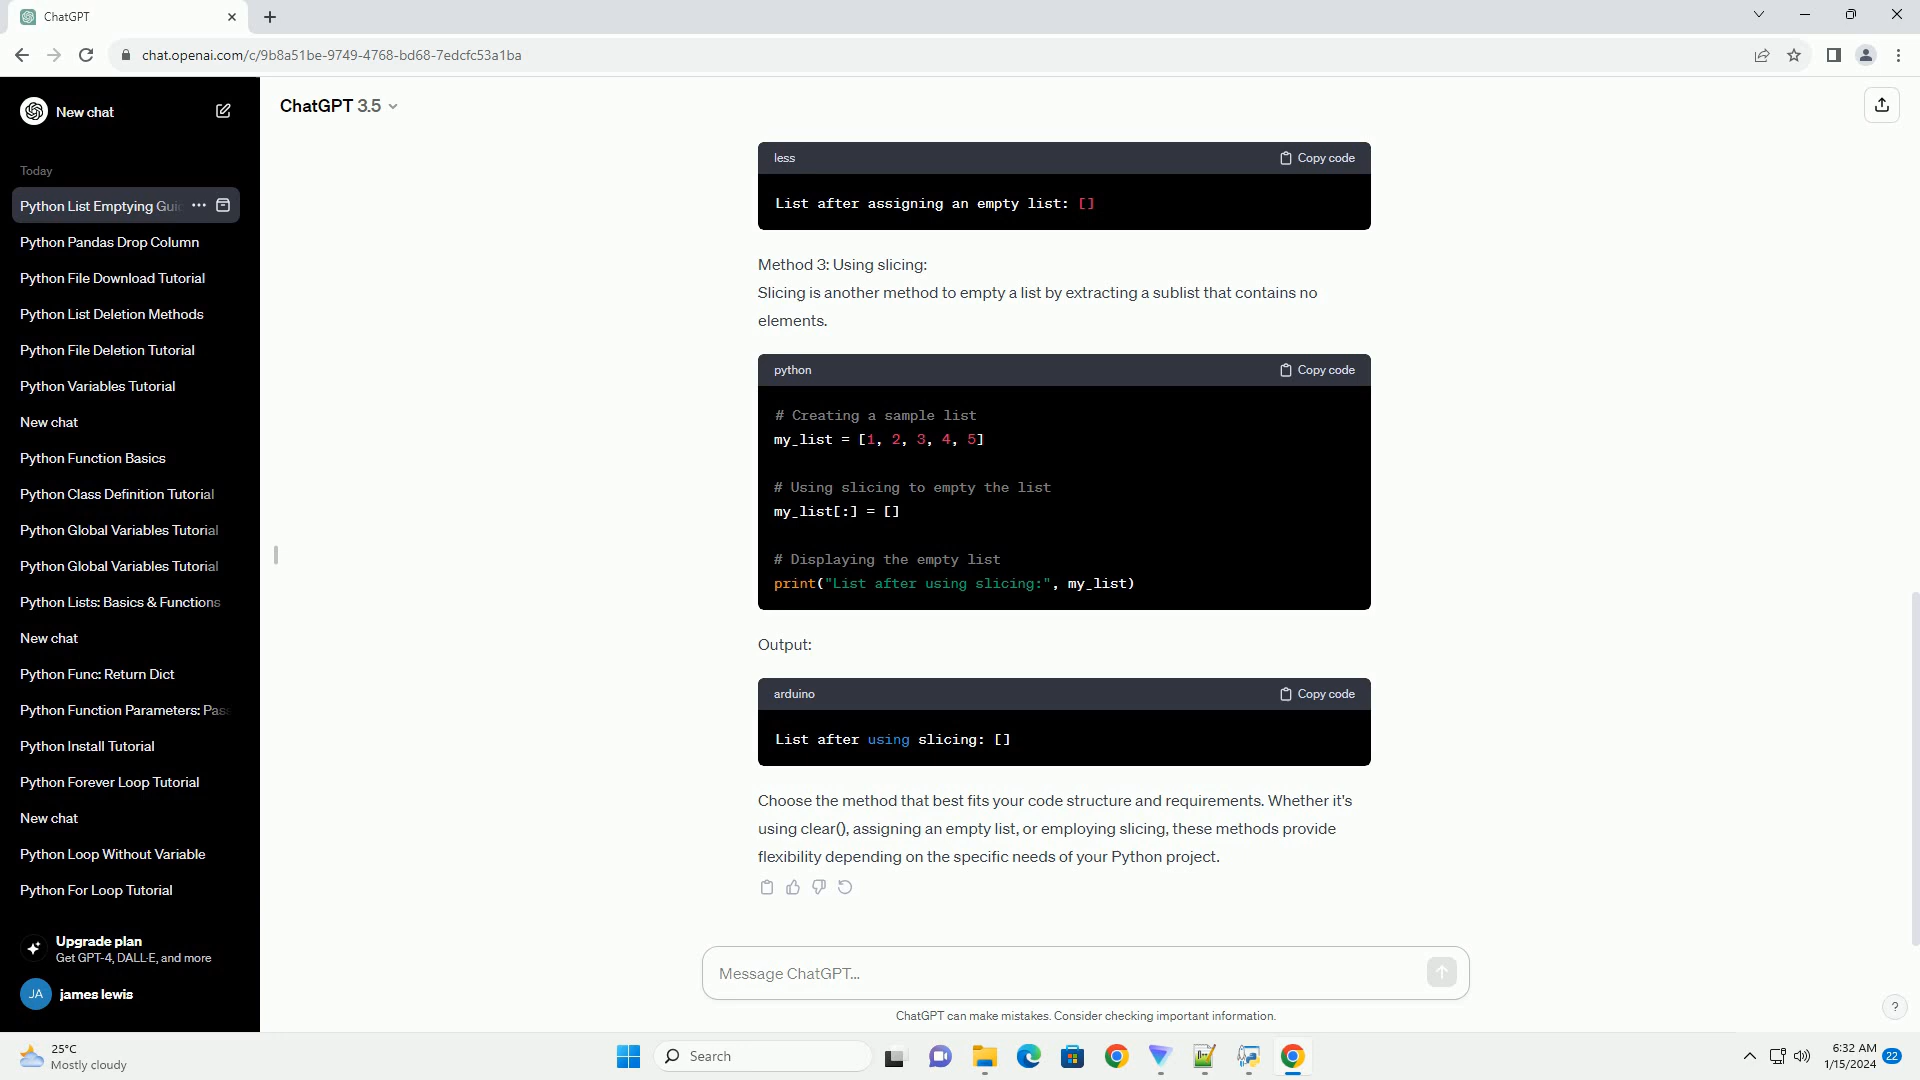 ChatGPT
chat.openai.com/c/9b8a51be-9749-4768-bd68-7edcfc53a1ba
New chat
Today
Python List Emptying Gui
Python Pandas Drop Column
Python File Download Tutorial
Python List Deletion Methods
Python File Deletion Tutorial
Python Variables Tutorial
New chat
Python Function Basics
Python Class Definition Tutorial
Python Global Variables Tutorial
Python Global Variables Tutorial
Python Lists: Basics & Functions
New chat
Python Func: Return Dict
Python Function Parameters: Pas
Python Install Tutorial
Python Forever Loop Tutorial
New chat
Python Loop Without Variable
Python For Loop Tutorial
Upgrade plan
Get GPT-4, DALL·E, and more
JA james lewis
ChatGPT 3.5
less Copy code
List after assigning an empty list: []
Method 3: Using slicing:
Slicing is another method to empty a list by extracting a sublist that contains no
elements.
python Copy code
# Creating a sample list
my_list = [1, 2, 3, 4, 5]
# Using slicing to empty the list
my_list[:] = []
# Displaying the empty list
print("List after using slicing:", my_list)
Output:
arduino Copy code
List after using slicing: []
Choose the method that best fits your code structure and requirements. Whether it's
using clear(), assigning an empty list, or employing slicing, these methods provide
flexibility depending on the specific needs of your Python project.
Message ChatGPT...
ChatGPT can make mistakes. Consider checking important information.
?
25°C
Mostly cloudy
Search
6:32 AM
1/15/2024
22